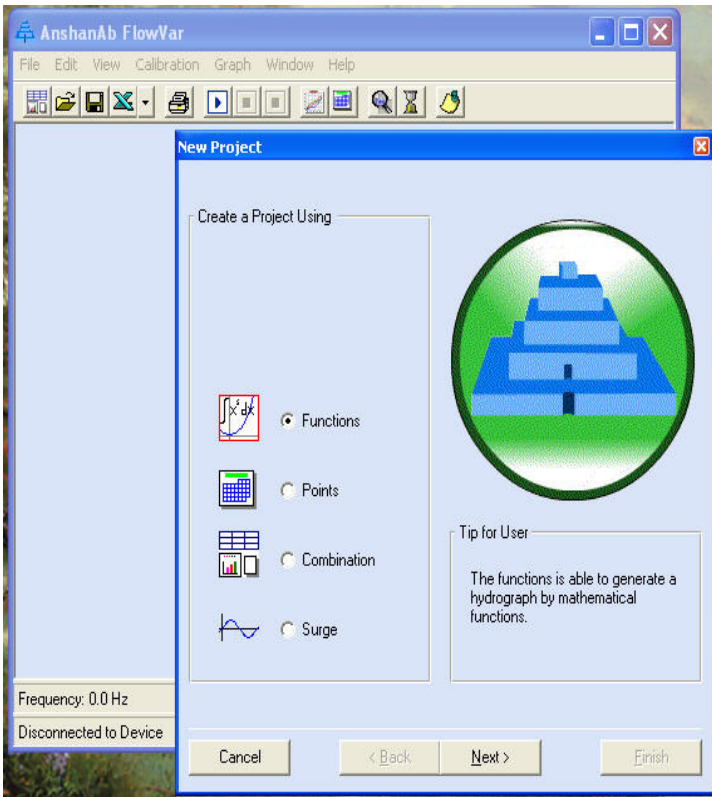 AnshanAb FlowVar
File Edit View Calibration Graph Window Help
New Project
Create a Project Using
∫x²dx
Functions
Points
Combination
Surge
Tip for User
The functions is able to generate a
hydrograph by mathematical
functions.
Frequency: 0.0 Hz
Disconnected to Device
Cancel
< Back
Next >
Finish